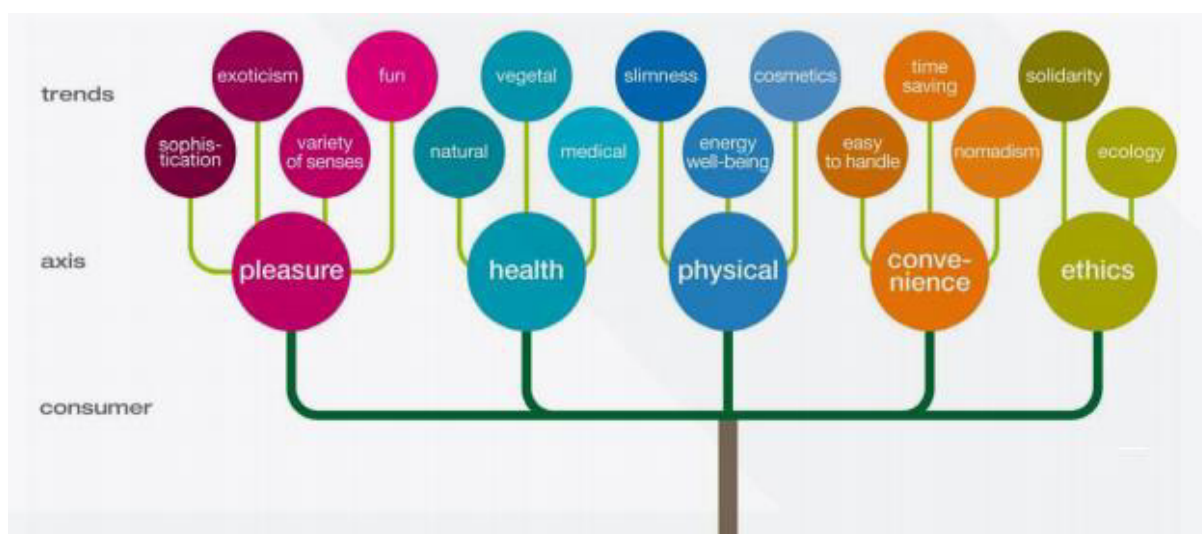 trends
exoticism
fun
vegetal
slimness
cosmetics
time
saving
solidarity
sophis-
tication
variety
of senses
natural
medical
energy
well-being
easy
to handle
nomadism
ecology
axis
pleasure
health
physical
conve-
nience
ethics
consumer